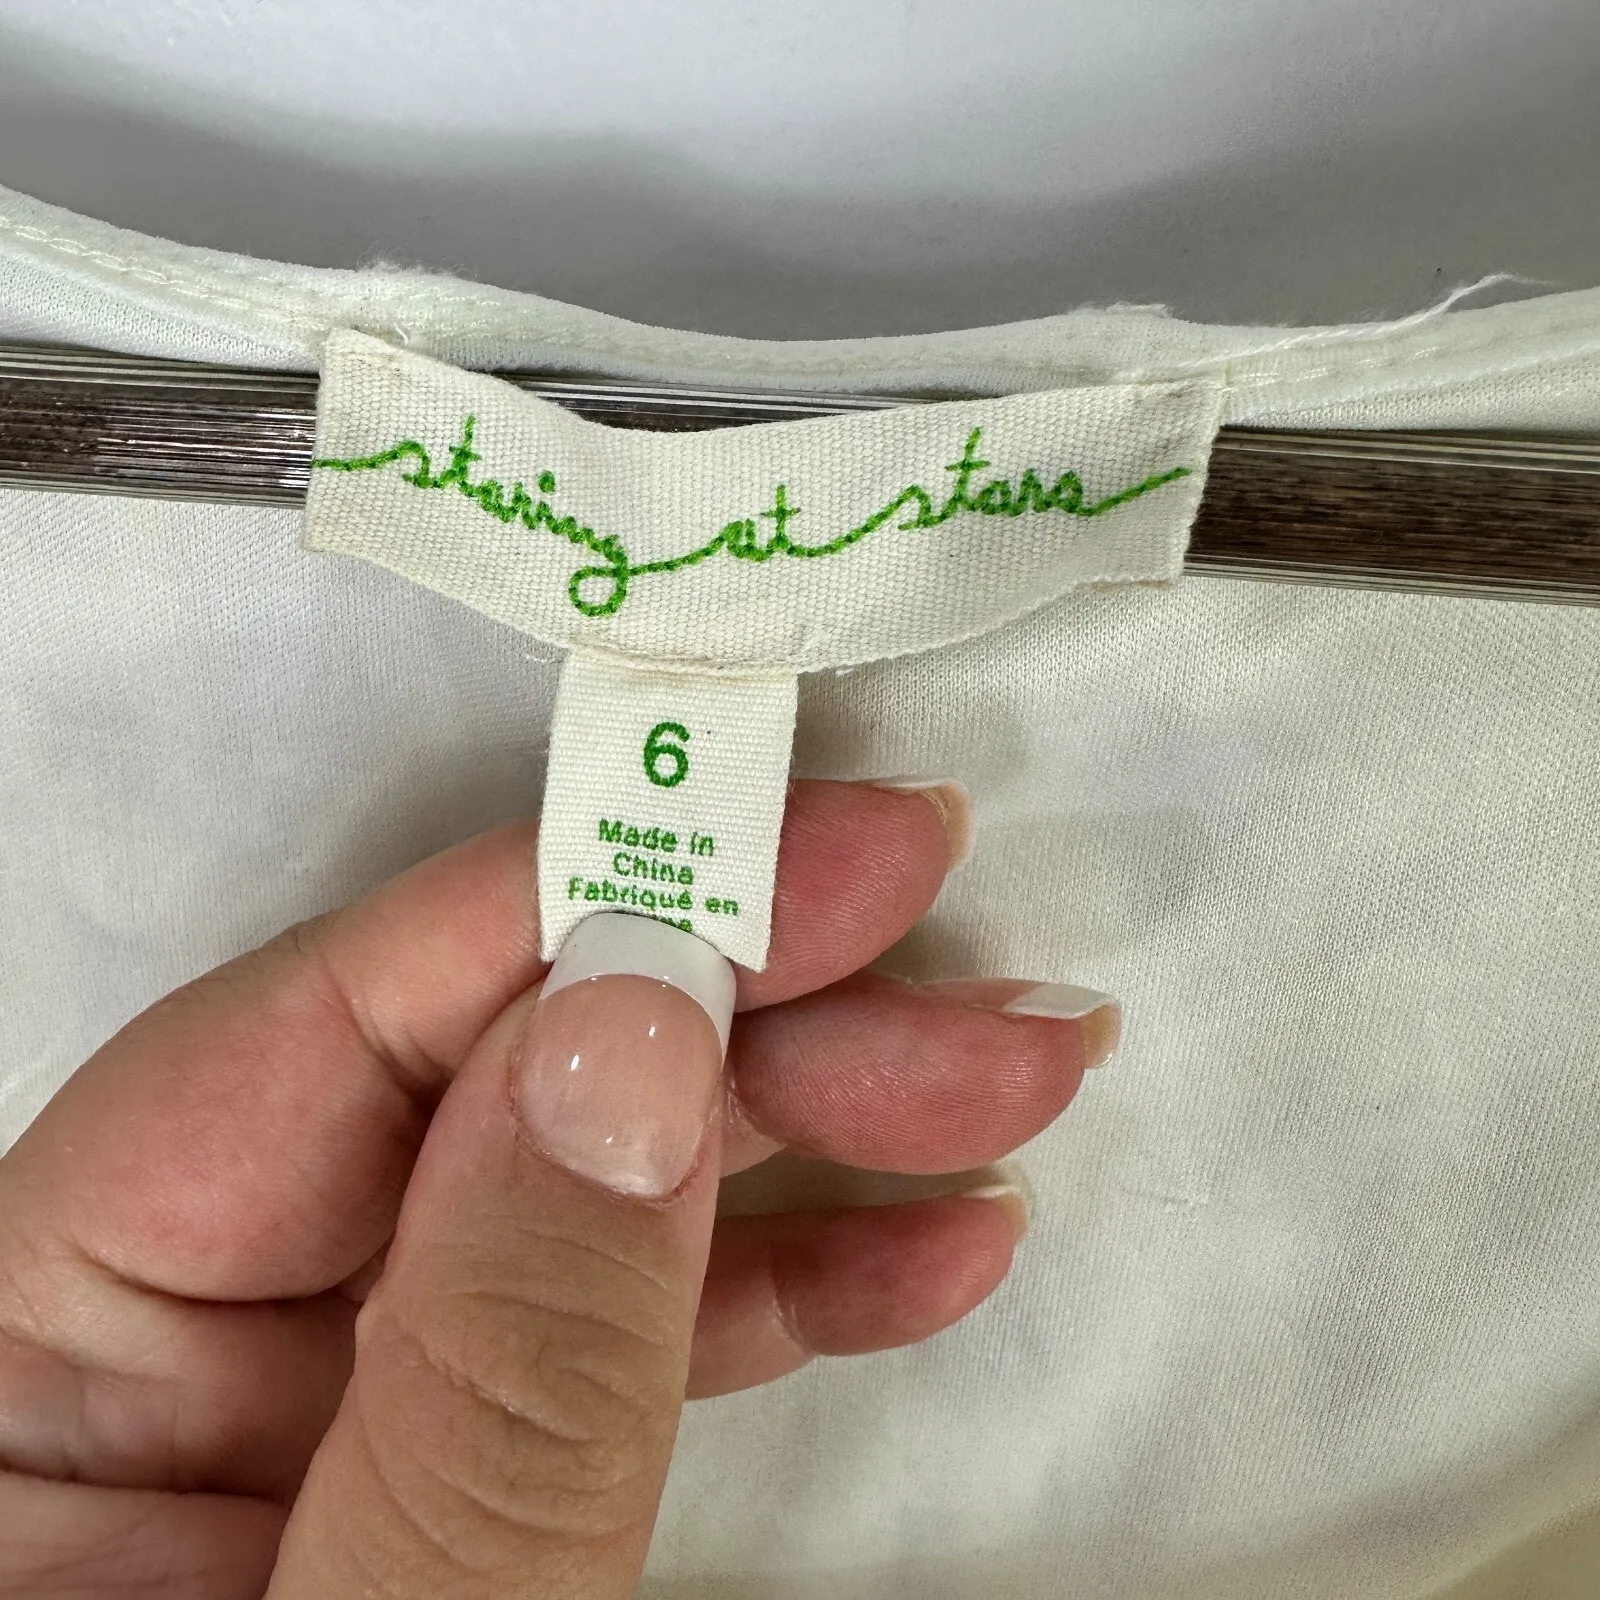 staring at stars
6
Made in
China
Fabriqué en